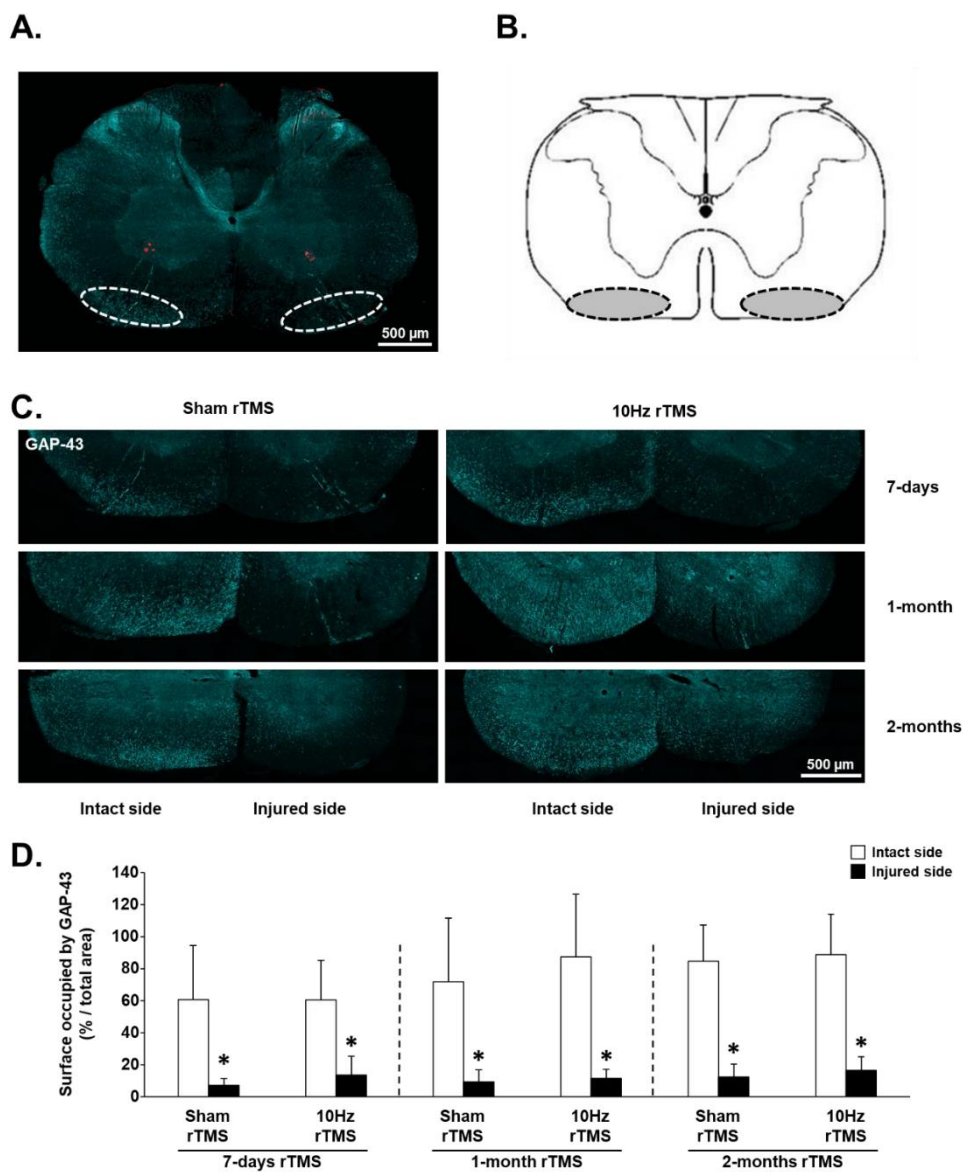 A.
B.
500 µm
C.
Sham rTMS
10Hz rTMS
GAP-43
7-days
1-month
2-months
500 µm
Intact side
Injured side
Intact side
Injured side
D.
Intact side
Injured side
Surface occupied by GAP-43
(% / total area)
140
120
100
80
60
40
20
0
*
*
*
*
*
*
Sham
rTMS
10Hz
rTMS
Sham
rTMS
10Hz
rTMS
Sham
rTMS
10Hz
rTMS
7-days rTMS
1-month rTMS
2-months rTMS